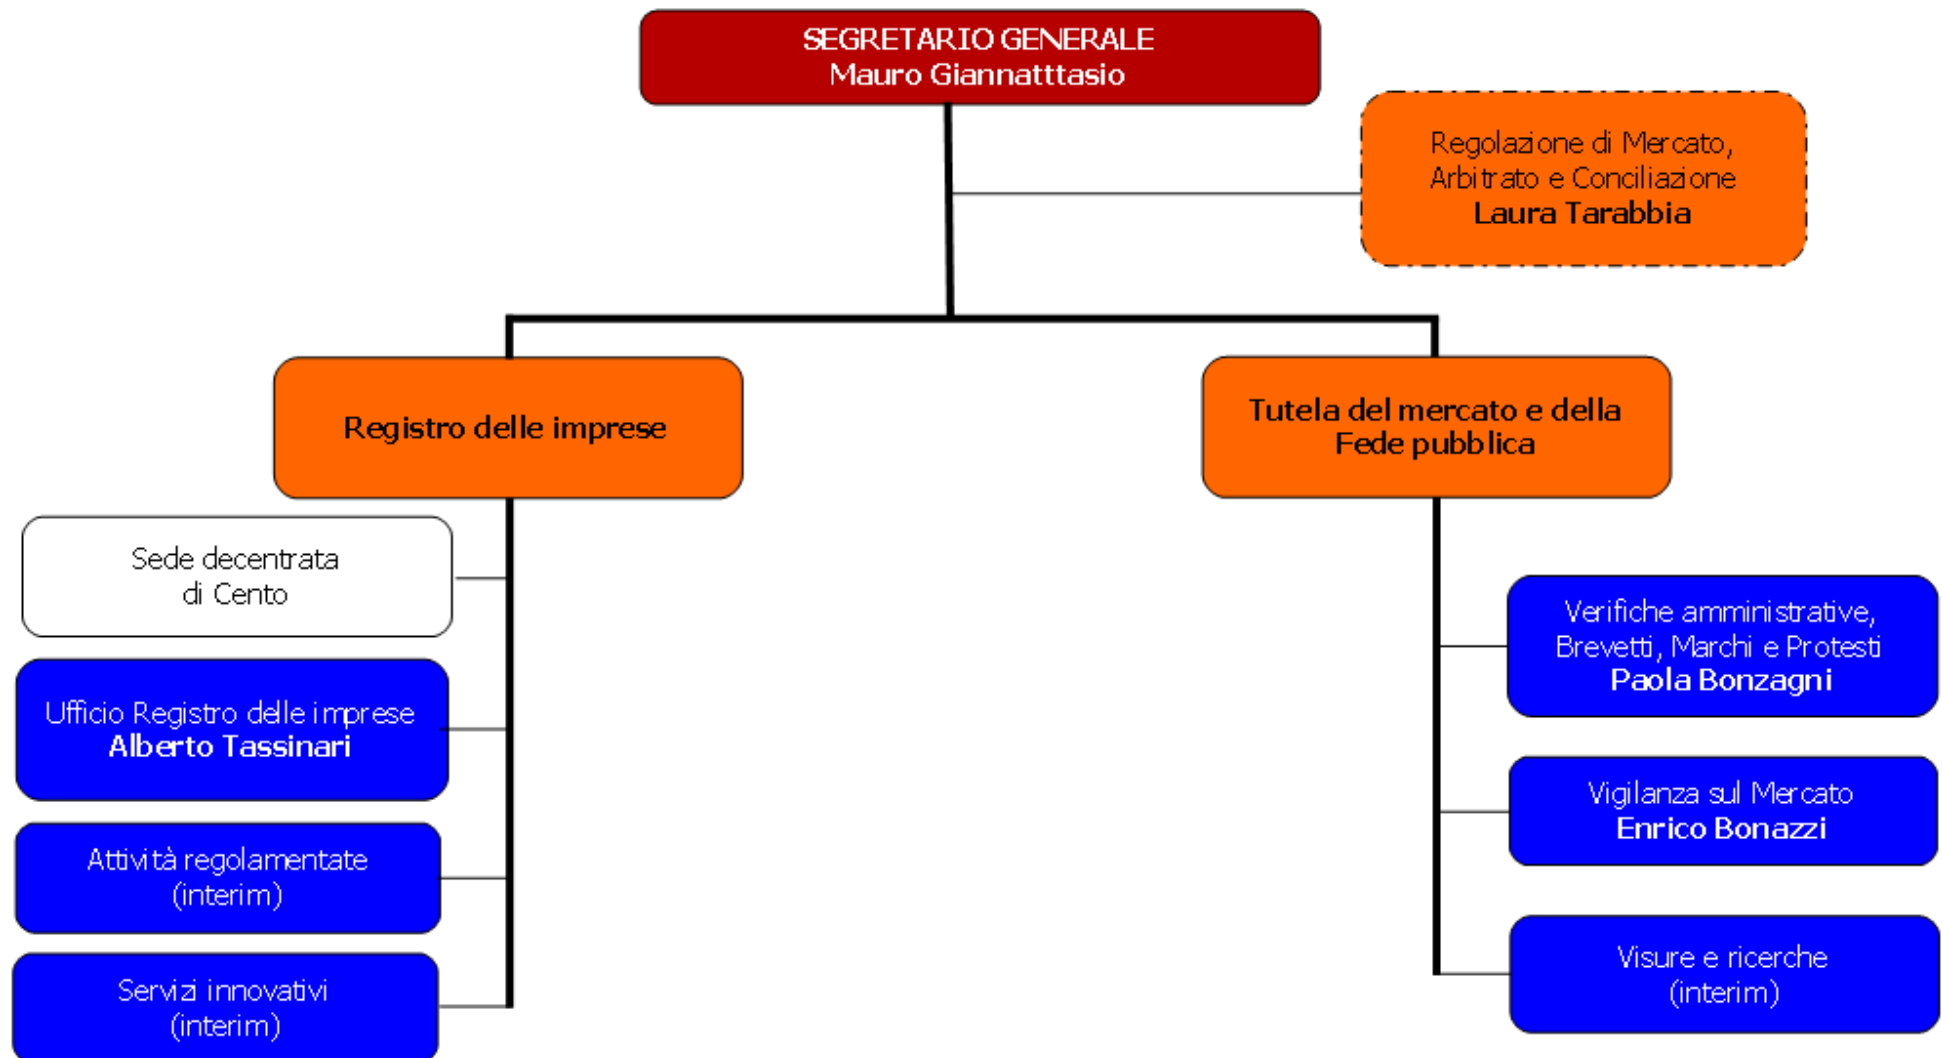 SEGRETARIO GENERALE
Mauro Giannatttasio
Regolazione di Mercato,
Arbitrato e Conciliazione
Laura Tarabbia
Registro delle imprese
Tutela del mercato e della
Fede pubblica
Sede decentrata
di Cento
Ufficio Registro delle imprese
Alberto Tassinari
Attività regolamentate
(interim)
Servizi innovativi
(interim)
Verifiche amministrative,
Brevetti, Marchi e Protesti
Paola Bonzagni
Vigilanza sul Mercato
Enrico Bonazzi
Visure e ricerche
(interim)